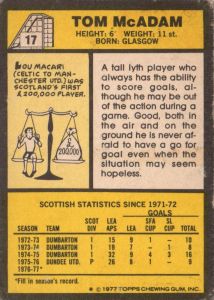 17
TOM McADAM
HEIGHT: 6' WEIGHT: 11 st.
BORN: GLASGOW
LOU MACARI
(CELTIC TO MAN-
CHESTER UTD.) WAS
SCOTLAND'S FIRST
£200,000 PLAYER.
£200,000
A tall lyth player who
always has the ability
to score goals, al-
though he may be out
of the action during a
game. Good, both
in the air and on the
ground he is never
afraid to have a go
for goal even when the
situation may seem
hopeless.
SCOTTISH STATISTICS SINCE 1971-72
GOALS
SCOT LEA SFA SL
SEASON TEAM DIV APS LEA CUP CUP TOTAL
1972-73 DUMBARTON 1 15 9 – 1 10
1973-74 DUMBARTON 1 32 7 – 1 8
1974-75 DUMBARTON 1 24 9 3 4 16
1975-76 DUNDEE UTD. P 26 8 – – 9
1976-77*
*Fill in season's record.
* © 1977 TOPPS CHEWING GUM, INC.